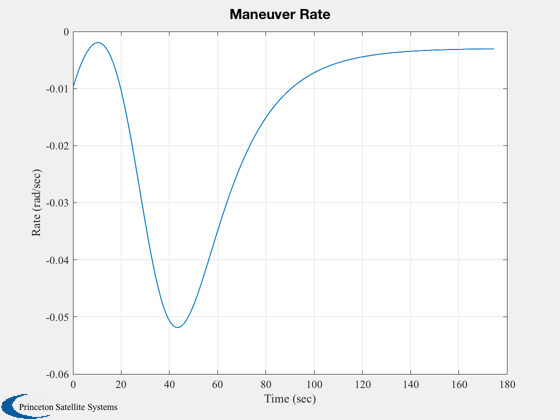 Maneuver Rate
0
-0.01
-0.02
-0.03
-0.04
-0.05
-0.06
Rate (rad/sec)
0 20 40 60 80 100 120 140 160 180
Time (sec)
Princeton Satellite Systems